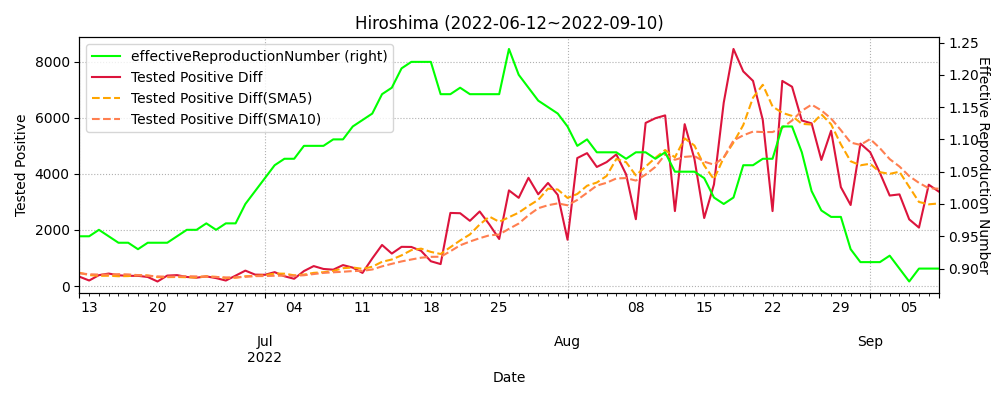 Hiroshima (2022-06-12~2022-09-10)
effectiveReproductionNumber (right)
Tested Positive Diff
Tested Positive Diff(SMA5)
Tested Positive Diff(SMA10)
Tested Positive
8000
6000
4000
2000
0
1.25
1.20
1.15
1.10
1.05
1.00
0.95
0.90
Effective Reproduction Number
13 20 27 04 11 18 25 08 15 22 29 05
Jul Aug Sep
2022
Date